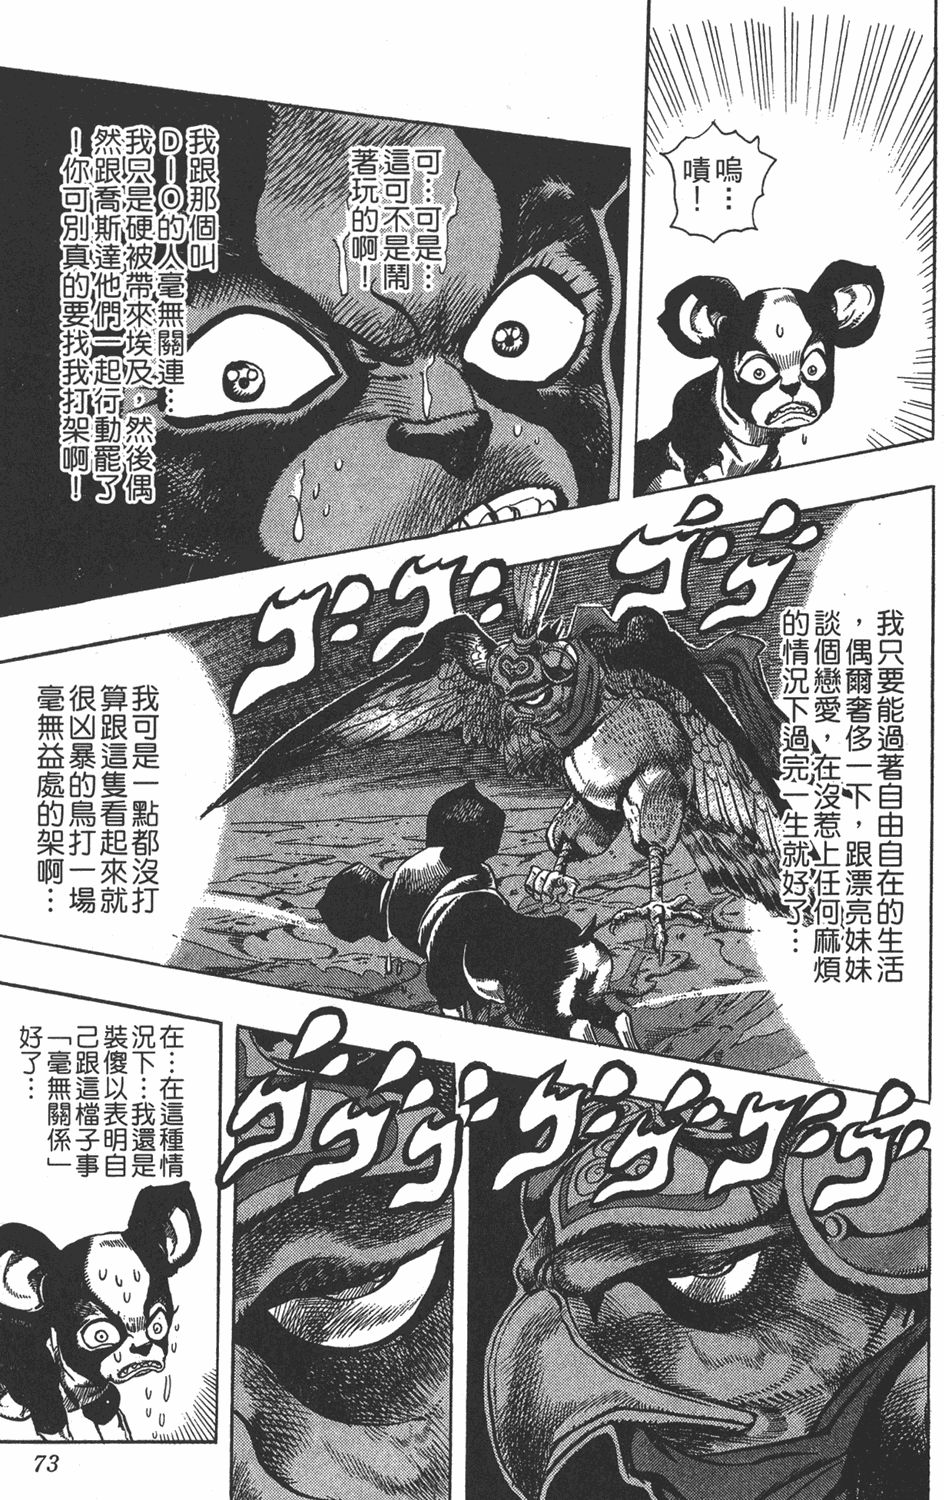 嗚…
嘖！
可…可是…
這可不是鬧
著玩的啊！
我跟那個叫
DIO的人毫無關連…
我只是硬被帶來埃及，然後偶
然跟喬斯達他們一起行動罷了
！你可別真的要找我打架啊！
ゴゴゴゴ
我只要能過著自由自在的生活
，偶爾奢侈一下，跟漂亮妹妹
談個戀愛，在沒惹上任何麻煩
的情況下過完一生就好了…
我可是一點都沒打
算跟這隻看起來就
很凶暴的鳥打一場
毫無益處的架啊…
ゴゴゴゴ
ゴゴゴ
在…在這種情
況下…我還是
裝傻以表明自
己跟這檔子事
「毫無關係」
好了…
73